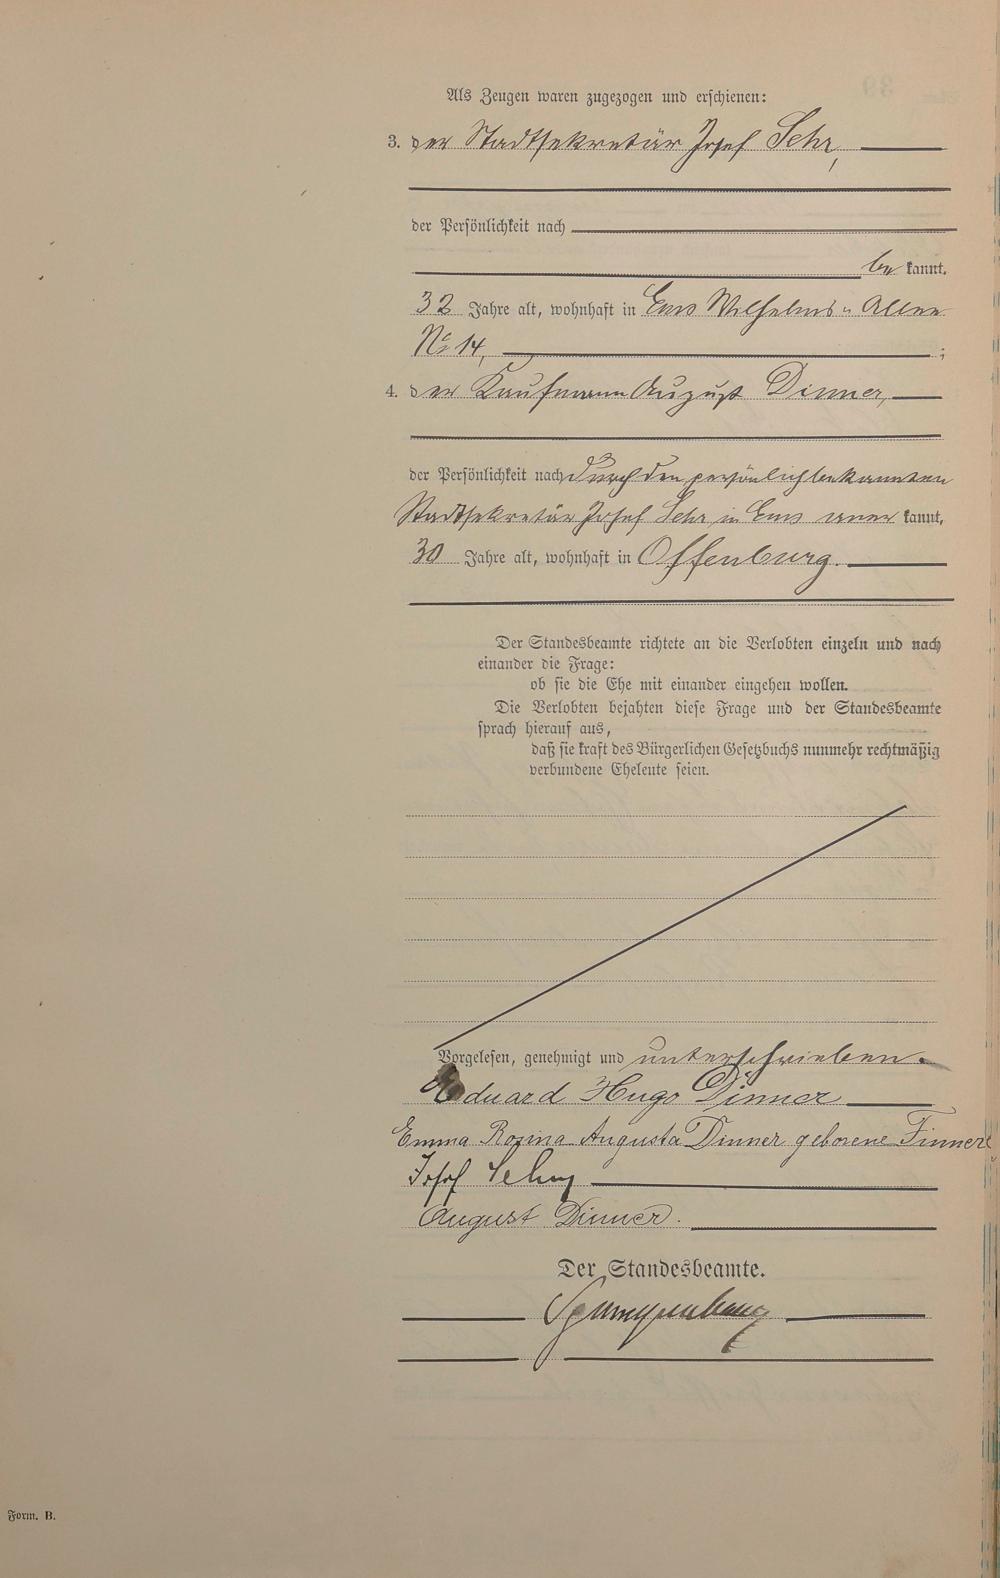 Als Zeugen waren zugezogen und erschienen:
3. der Stadtsekretär Josef Sehr,
der Persönlichkeit nach
be kannt,
32 Jahre alt, wohnhaft in Ems Wilhelms- Allee
No 14, ;
4. der Kaufmann August Dinner,
der Persönlichkeit nach durch den persönlich bekannten
Stadtsekretär Josef Sehr in Ems aner kannt,
30 Jahre alt, wohnhaft in Offenburg.
Der Standesbeamte richtete an die Verlobten einzeln und nach
einander die Frage:
ob sie die Ehe mit einander eingehen wollen.
Die Verlobten bejahten diese Frage und der Standesbeamte
sprach hierauf aus,
daß sie kraft des Bürgerlichen Gesetzbuchs nunmehr rechtmäßig
verbundene Eheleute seien.
Vorgelesen, genehmigt und unterschrieben.
Eduard Hugo Dinner
Emma Rosina Augusta Dinner geborene Finner
Josef Sehr
August Dinner.
Der Standesbeamte.
Form. B.